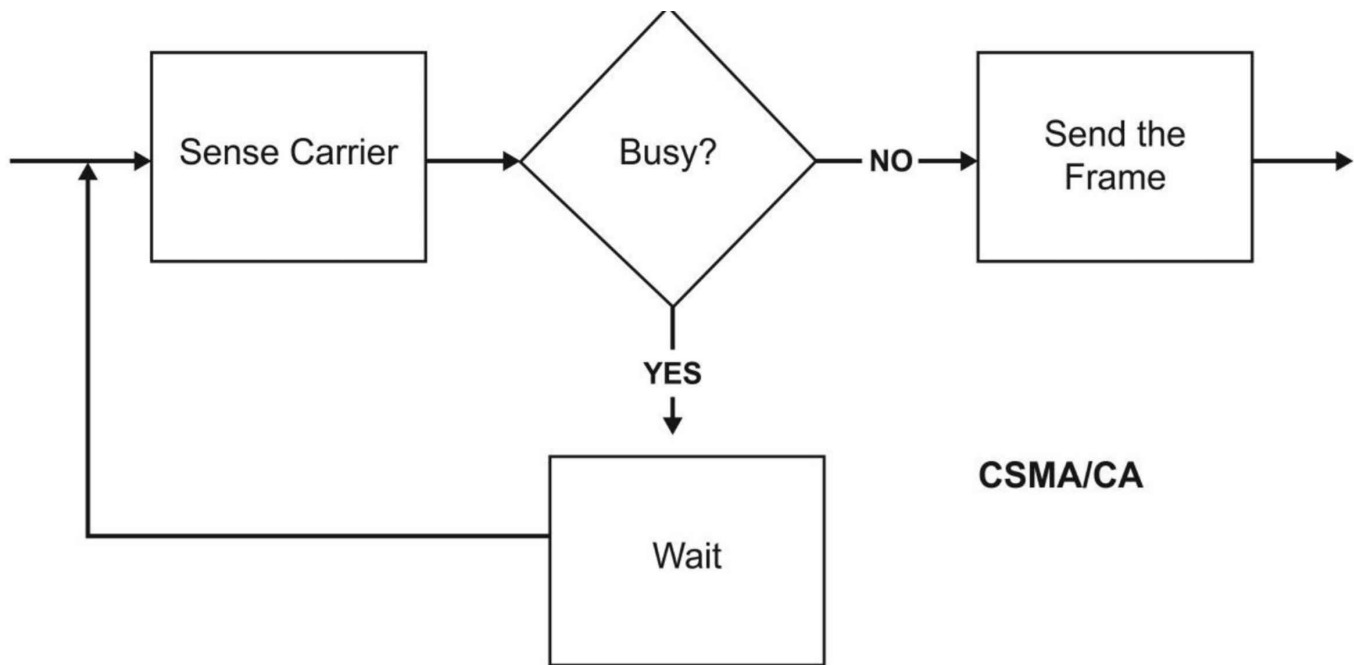 Sense Carrier
Busy?
NO
Send the
Frame
YES
CSMA/CA
Wait